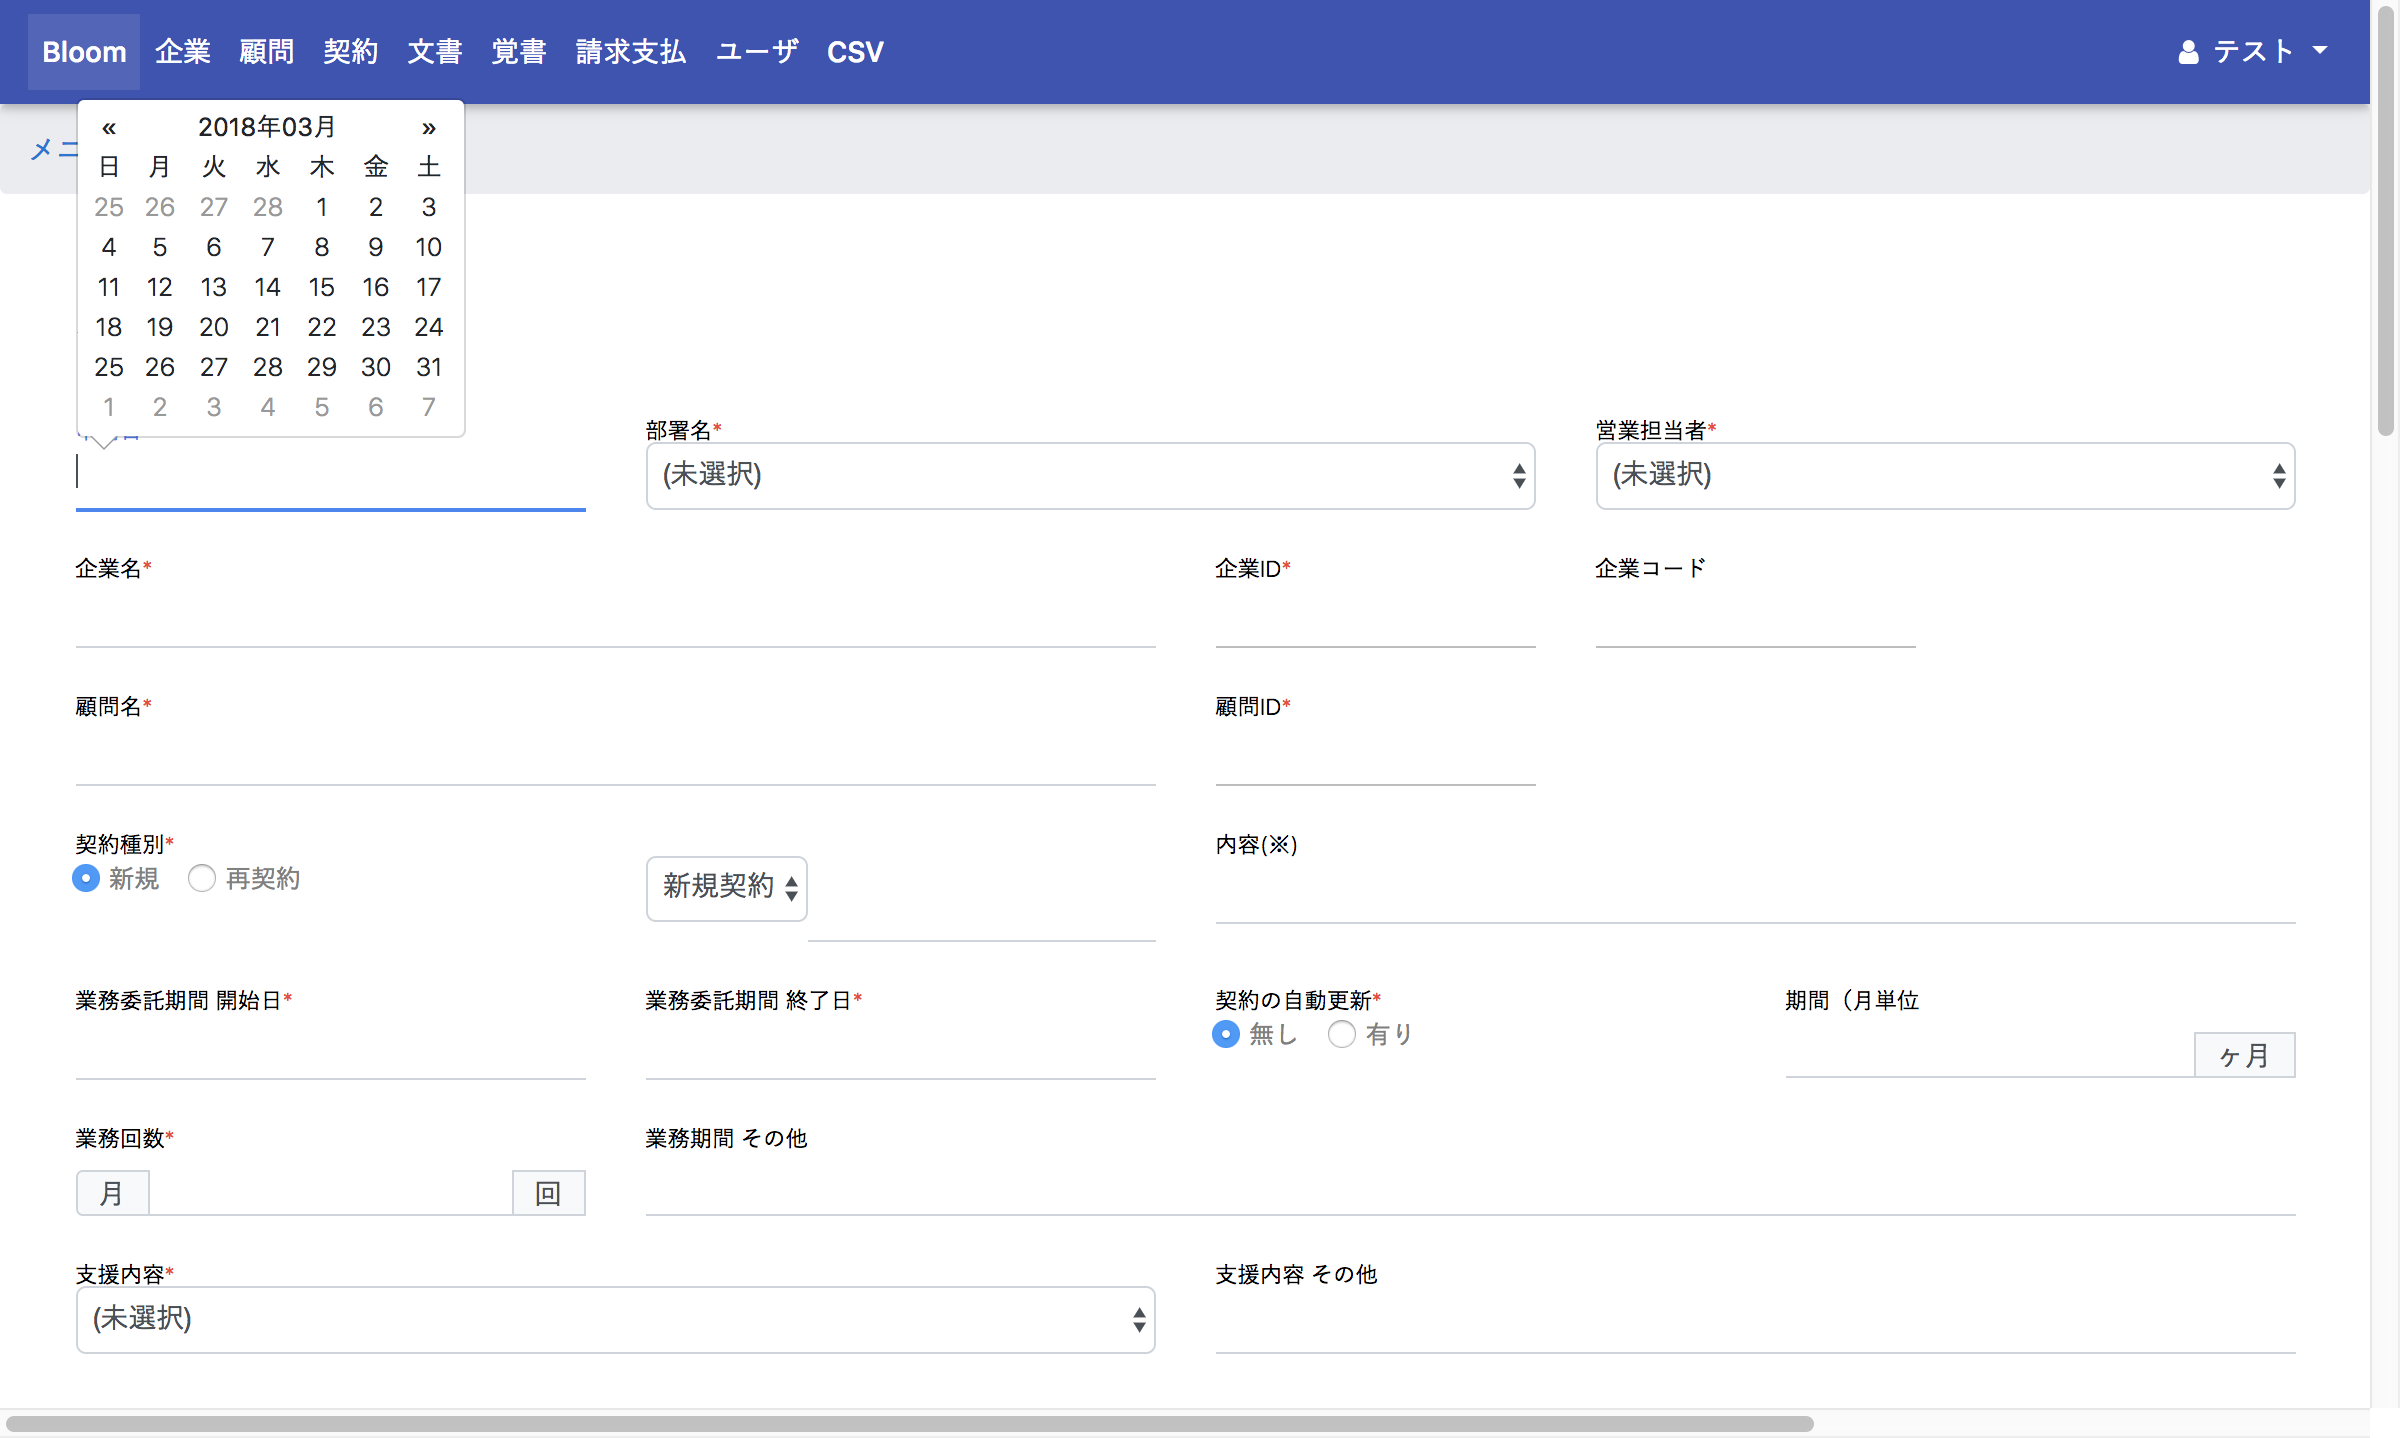 Bloom 企業 顧問 契約 文書 覚書 請求支払 ユーザ CSV テスト
メニ
« 2018年03月 »
日 月 火 水 木 金 土
25 26 27 28 1 2 3
4 5 6 7 8 9 10
11 12 13 14 15 16 17
18 19 20 21 22 23 24
25 26 27 28 29 30 31
1 2 3 4 5 6 7
部署名* 営業担当者*
(未選択) (未選択)
企業名* 企業ID* 企業コード
顧問名* 顧問ID*
契約種別* 内容(※)
新規 再契約 新規契約
業務委託期間 開始日* 業務委託期間 終了日* 契約の自動更新* 期間（月単位
無し 有り ヶ月
業務回数* 業務期間 その他
月 回
支援内容* 支援内容 その他
(未選択)